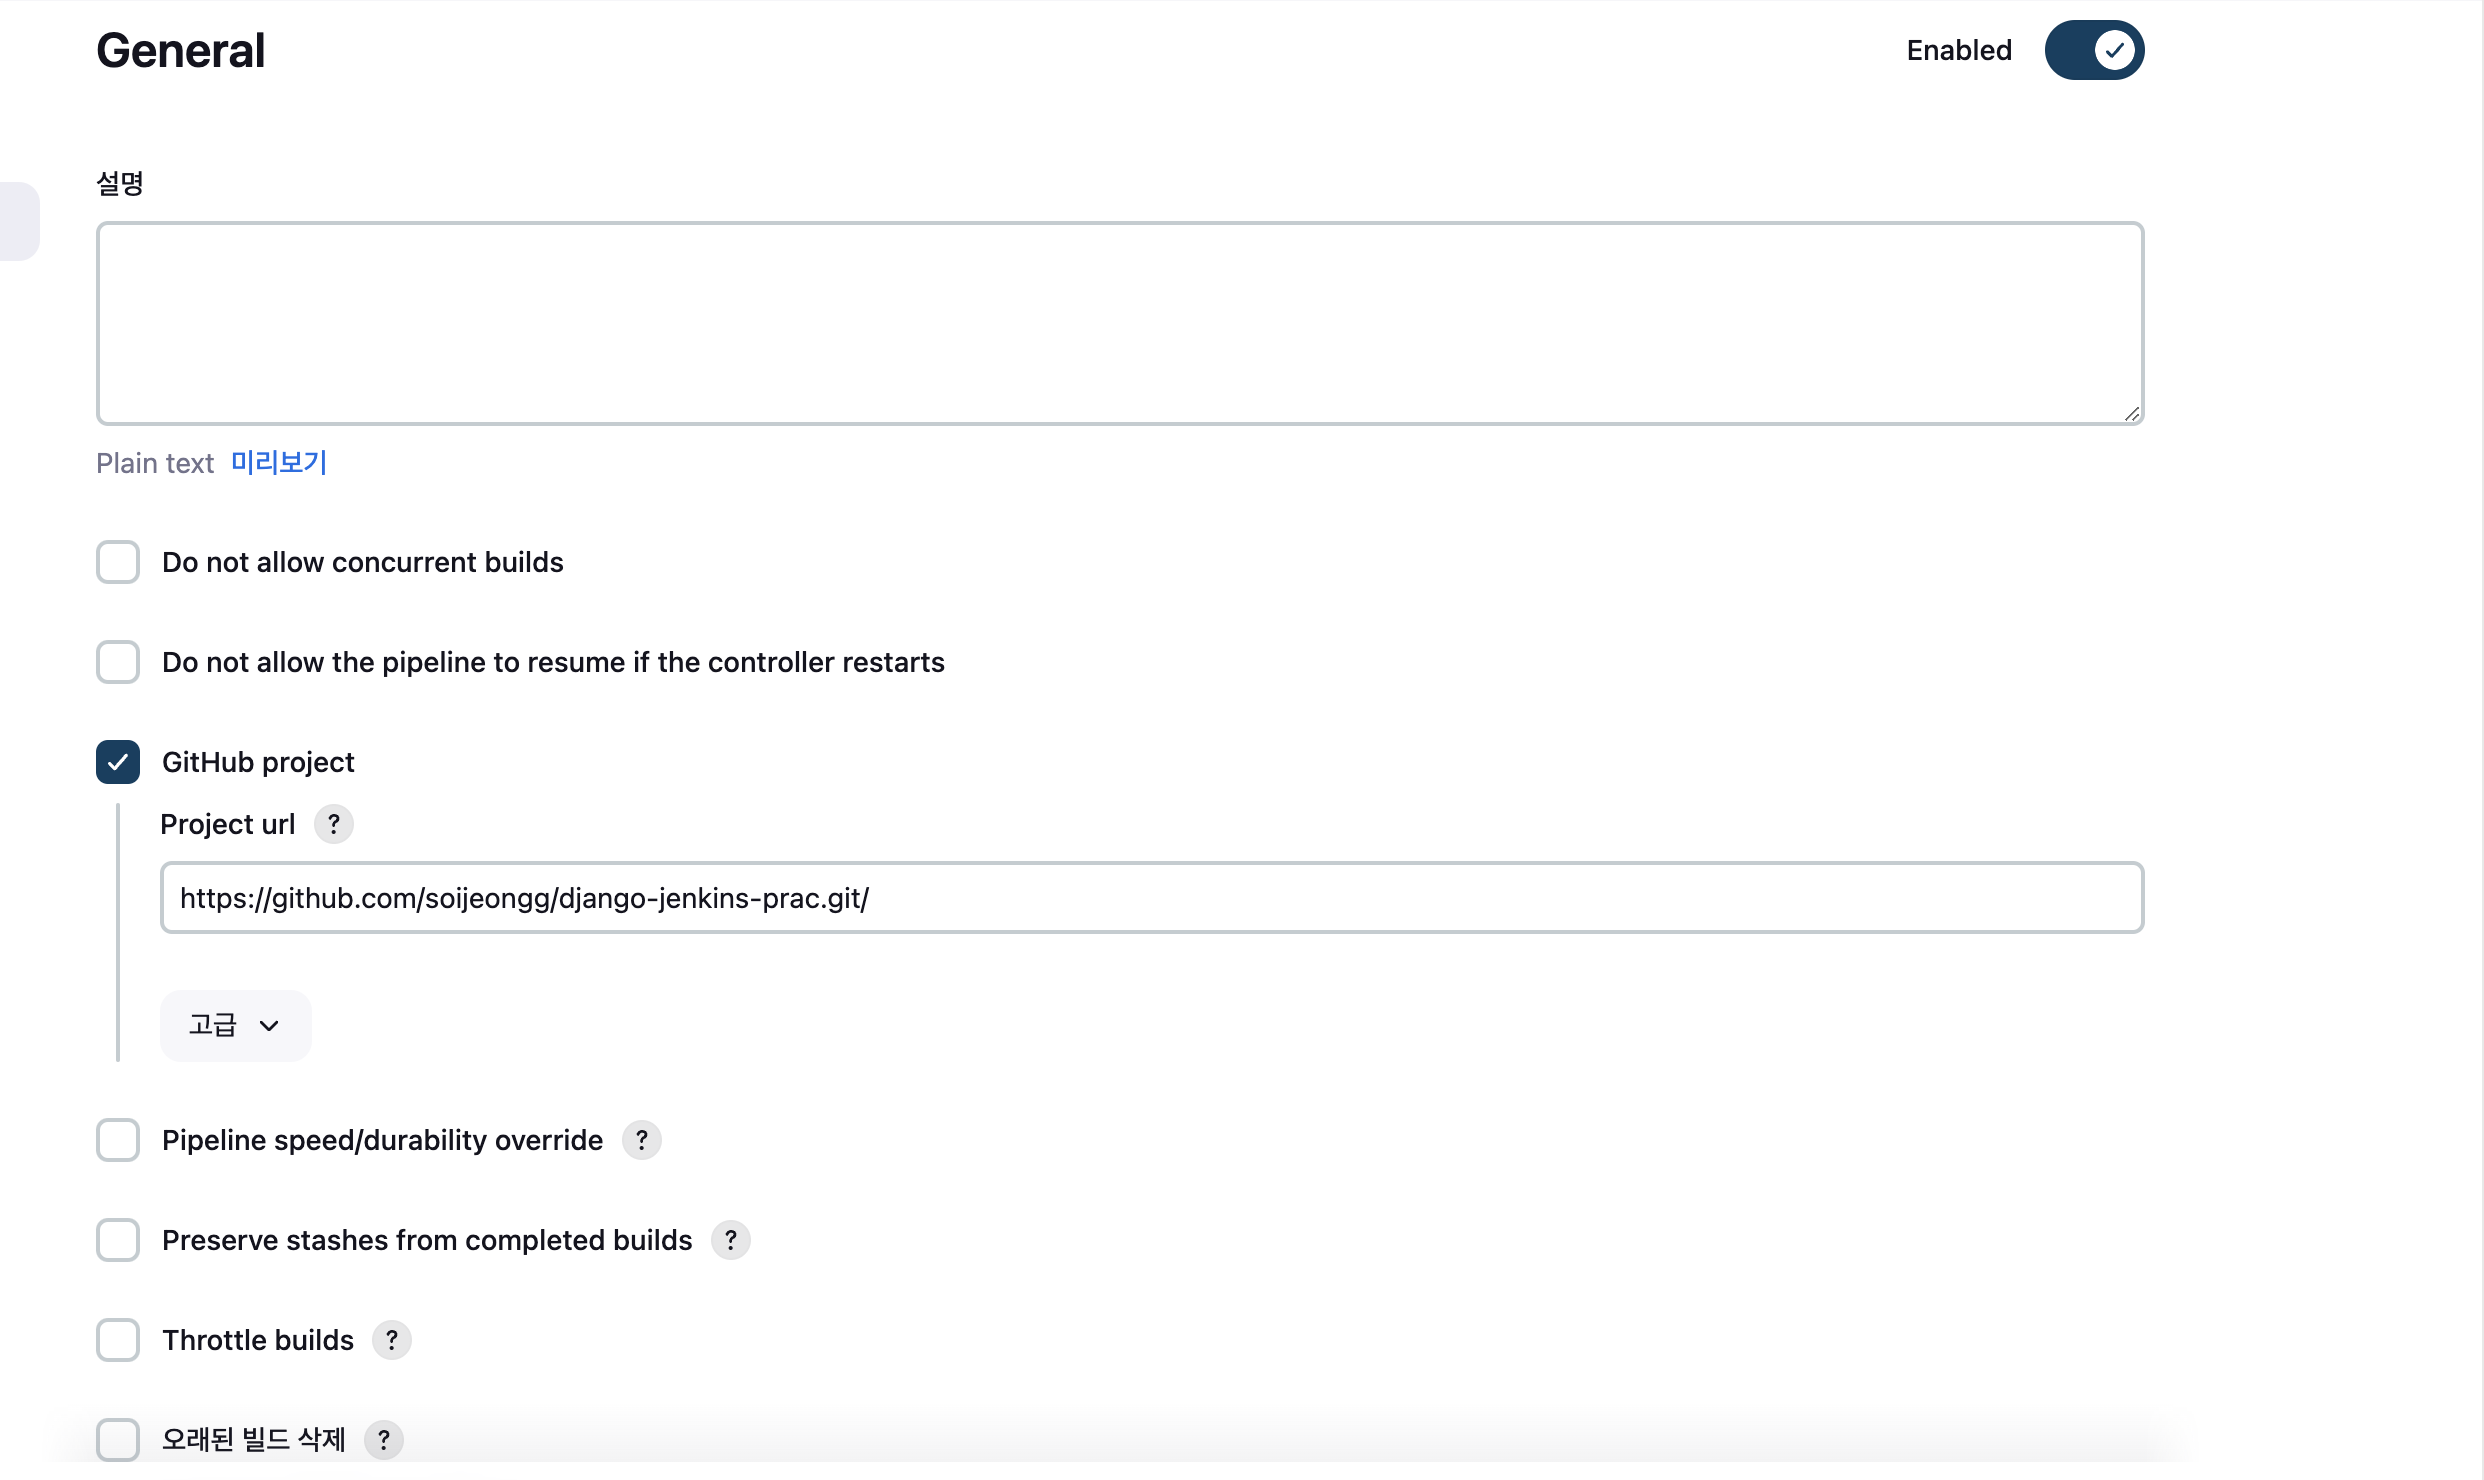 General
Enabled
설명
Plain text 미리보기
Do not allow concurrent builds
Do not allow the pipeline to resume if the controller restarts
GitHub project
Project url ?
https://github.com/soijeongg/django-jenkins-prac.git/
고급
Pipeline speed/durability override ?
Preserve stashes from completed builds ?
Throttle builds ?
오래된 빌드 삭제 ?